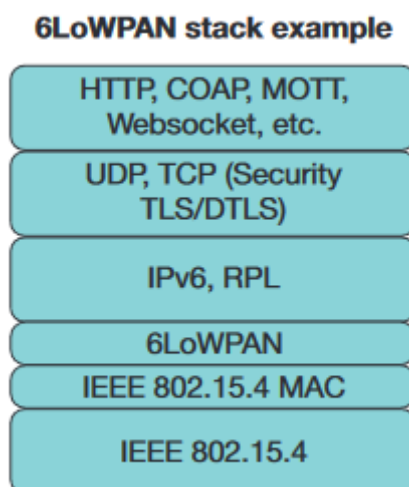 6LoWPAN stack example
HTTP, COAP, MOTT,
Websocket, etc.
UDP, TCP (Security
TLS/DTLS)
IPv6, RPL
6LoWPAN
IEEE 802.15.4 MAC
IEEE 802.15.4